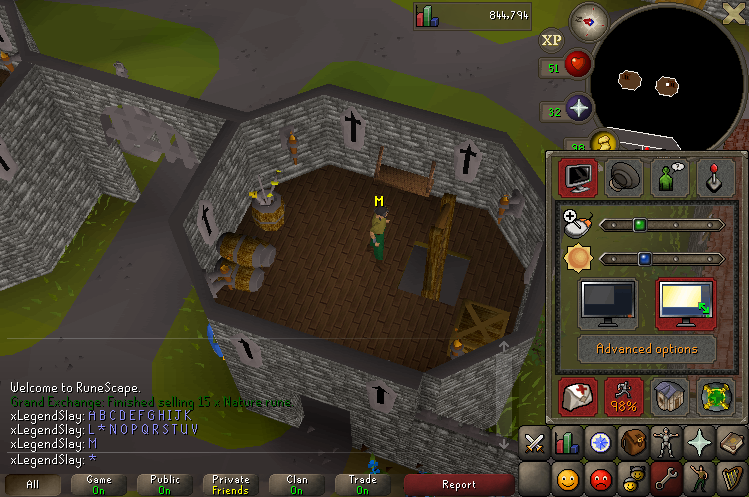 844,794
XP
51
32
98
M
Advanced options
98%
Welcome to RuneScape.
Grand Exchange: Finished selling 15 x Nature rune.
xLegendSlay: A B C D E F G H I J K
xLegendSlay: L * N O P Q R S T U V
xLegendSlay: M
xLegendSlay: *
All
Game
On
Public
On
Private
Friends
Clan
On
Trade
On
Report